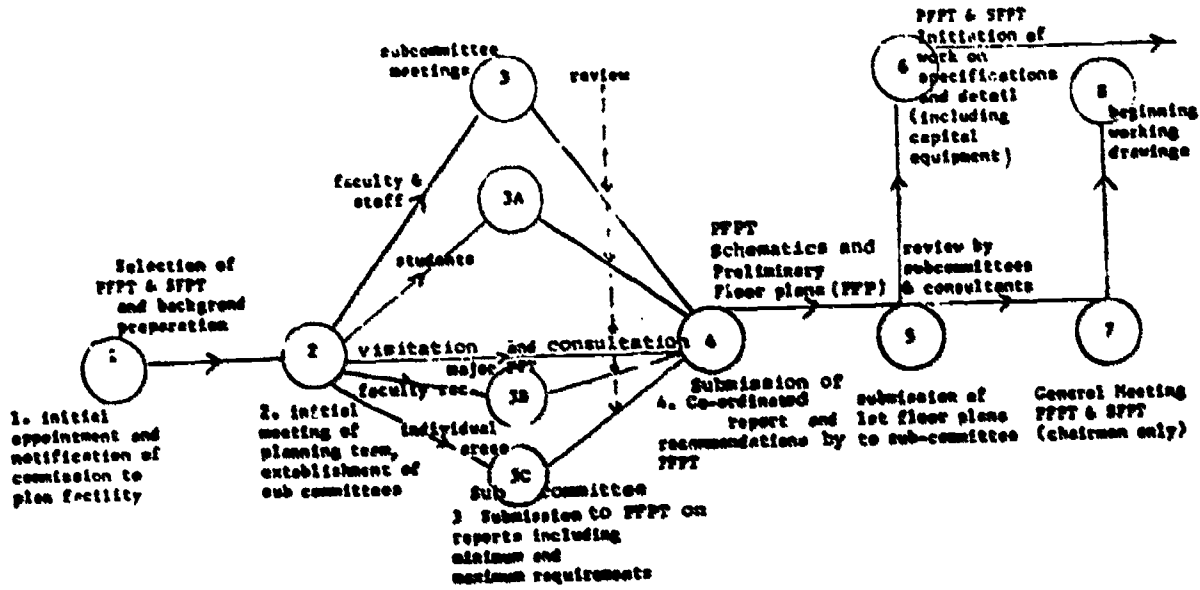 subcommittee
meetings
3
review
PFPT & SFPT
Initiation of
work on
specifications
and detail
(including
capital
equipment)
6
8
beginning
working
drawings
faculty &
staff
3A
students
Selection of
PFPT & SFPT
and background
preparation
PFPT
Schematics and
Preliminary
Floor plans (PFP)
review by
subcommittees
& consultants
1
2
visitation and consultation
major PPT
faculty rec.
3B
4
5
7
individual
areas
3C
1. initial
appointment and
notification of
commission to
plan facility
2. initial
meeting of
planning team,
establishment of
sub committees
Sub committee
3 Submission to PFPT on
reports including
minimum and
maximum requirements
Submission of
4. Co-ordinated
report and
recommendations by
PFPT
submission of
1st floor plans
to sub-committee
General Meeting
PFPT & SFPT
(chairman only)